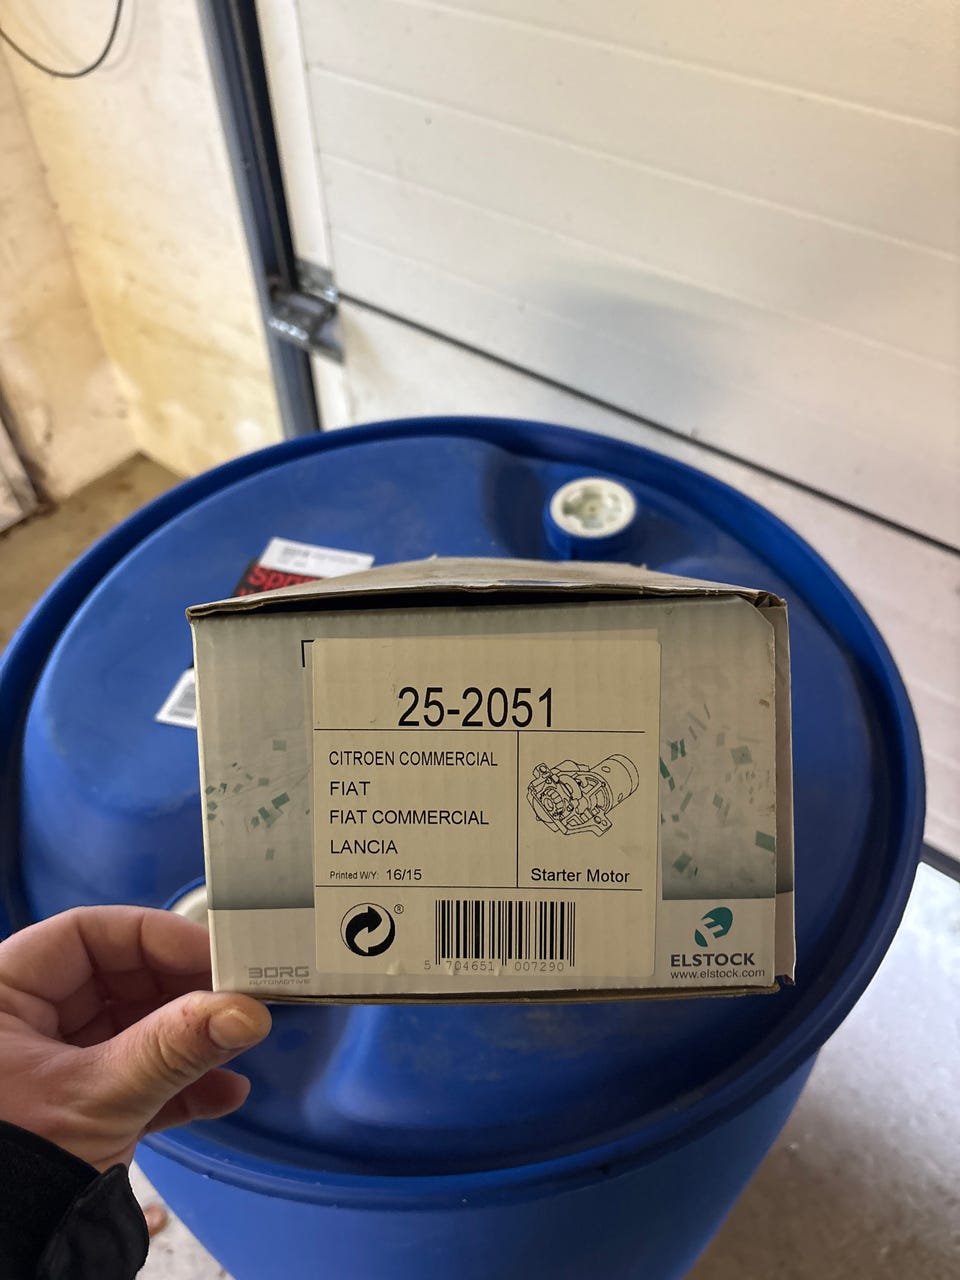 25-2051
CITROEN COMMERCIAL
FIAT
FIAT COMMERCIAL
LANCIA
Printed W/Y: 16/15
Starter Motor
®
5 704651 007290
BORG
AUTOMOTIVE
ELSTOCK
www.elstock.com